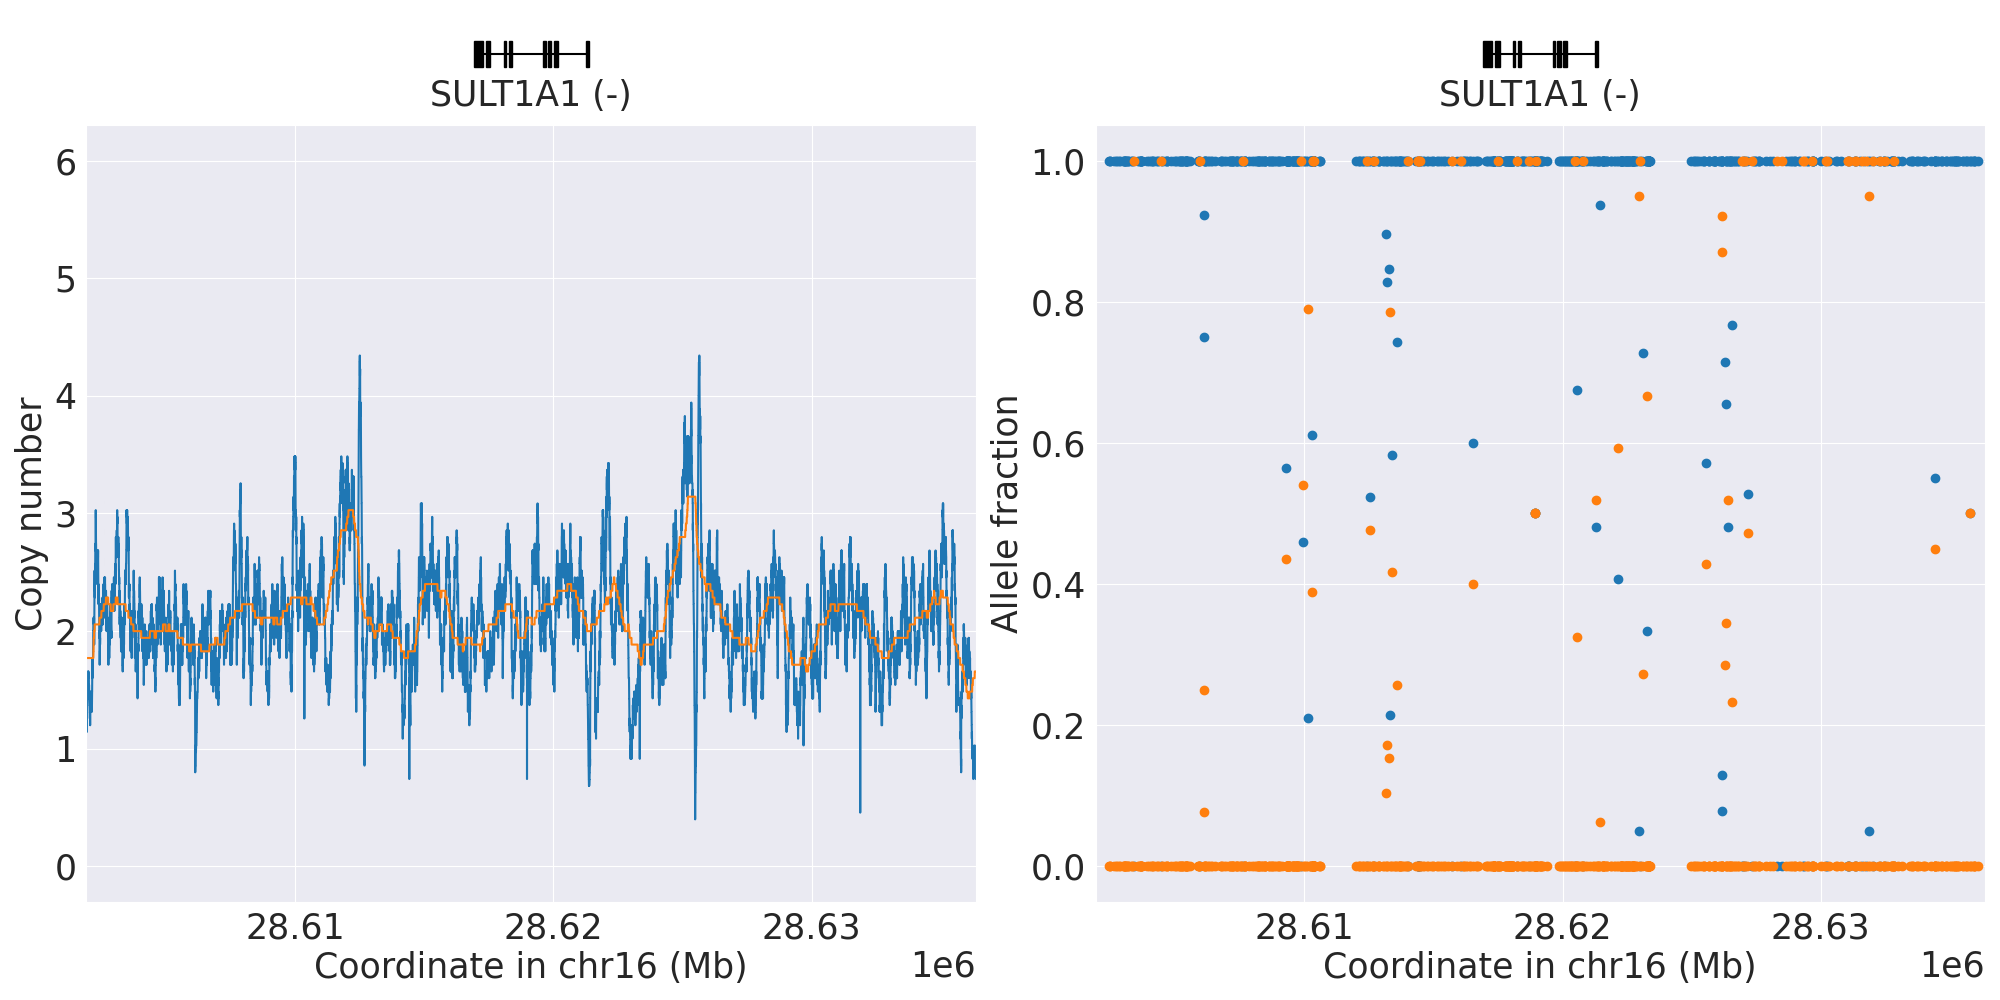 SULT1A1 (-)
SULT1A1 (-)
6
5
4
3
2
1
0
Copy number
28.61
28.62
28.63
Coordinate in chr16 (Mb)
1e6
1.0
0.8
0.6
0.4
0.2
0.0
Allele fraction
28.61
28.62
28.63
Coordinate in chr16 (Mb)
1e6